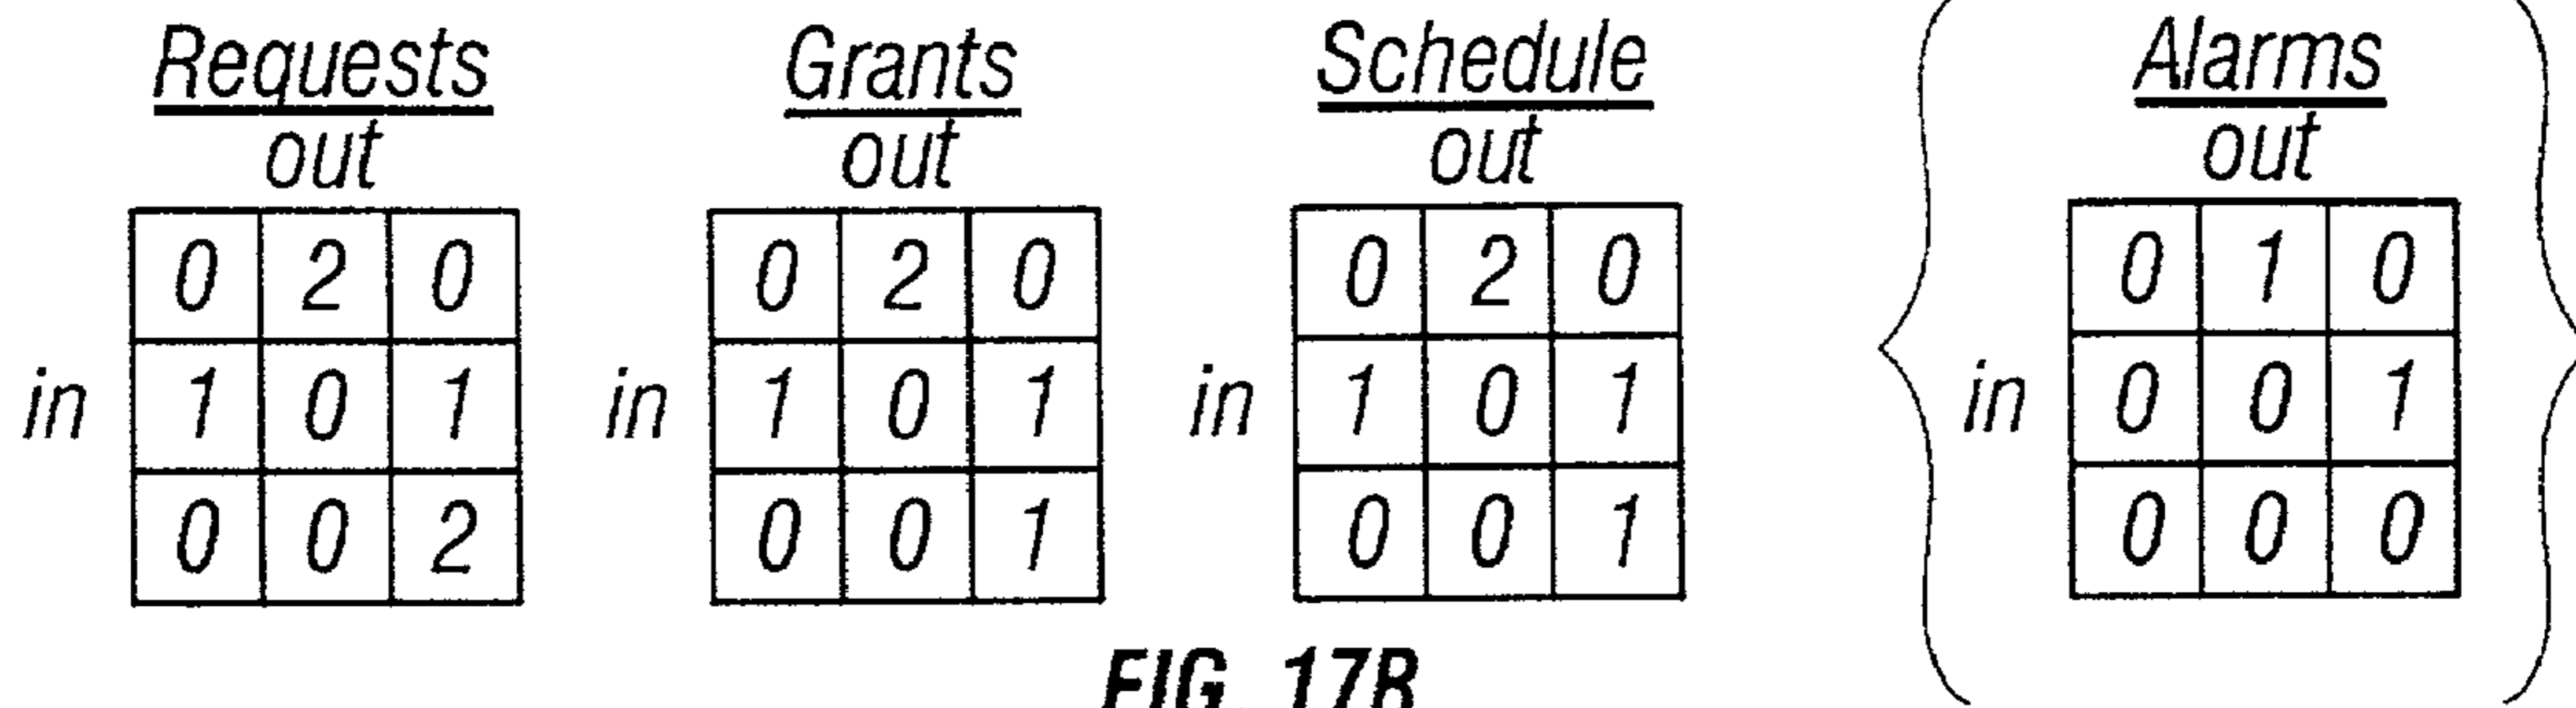 Requests Grants Schedule Alarms
out out out out
0 2 0 0 2 0 0 2 0 0 1 0
in 1 0 1 in 1 0 1 in 1 0 1 in 0 0 1
0 0 2 0 0 1 0 0 1 0 0 0
FIG. 17B